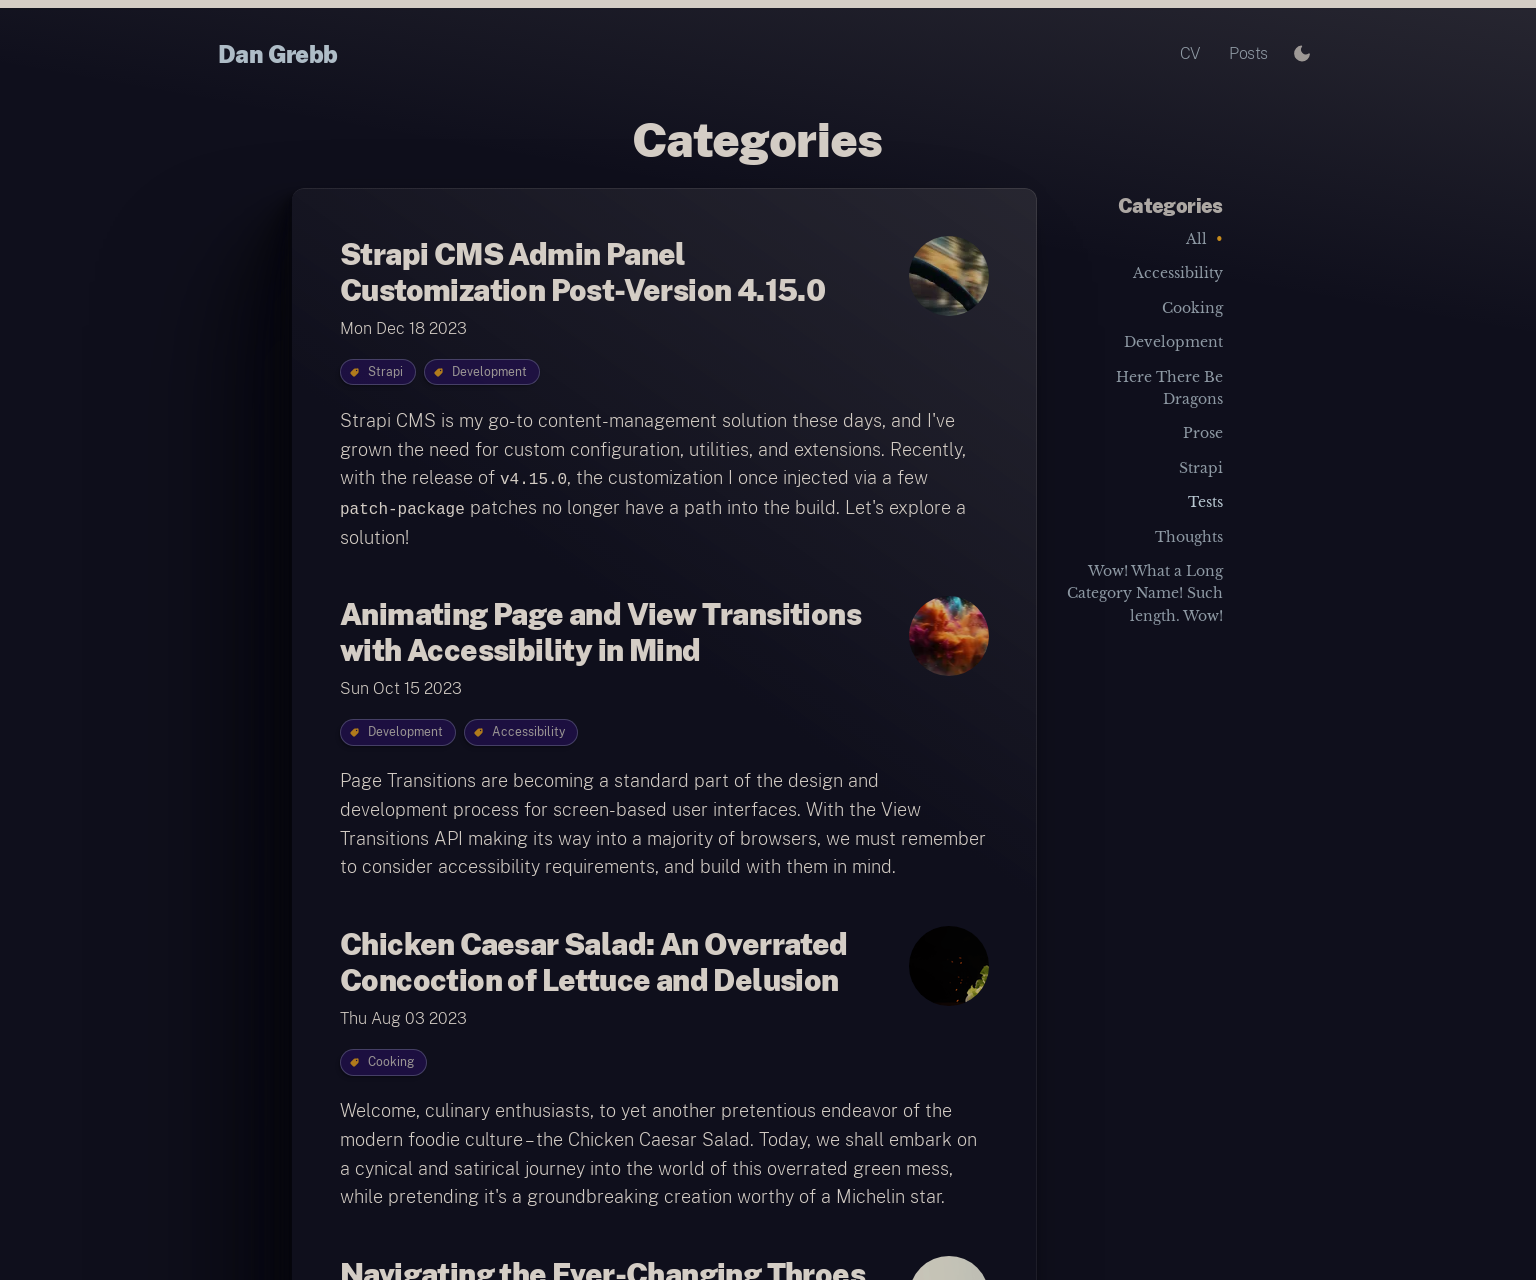 Dan Grebb
CV
Posts
Categories
Strapi CMS Admin Panel
Customization Post-Version 4.15.0
Mon Dec 18 2023
Strapi
Development
Strapi CMS is my go-to content-management solution these days, and I've
grown the need for custom configuration, utilities, and extensions. Recently,
with the release of v4.15.0, the customization I once injected via a few
patch-package patches no longer have a path into the build. Let's explore a
solution!
Animating Page and View Transitions
with Accessibility in Mind
Sun Oct 15 2023
Development
Accessibility
Page Transitions are becoming a standard part of the design and
development process for screen-based user interfaces. With the View
Transitions API making its way into a majority of browsers, we must remember
to consider accessibility requirements, and build with them in mind.
Chicken Caesar Salad: An Overrated
Concoction of Lettuce and Delusion
Thu Aug 03 2023
Cooking
Welcome, culinary enthusiasts, to yet another pretentious endeavor of the
modern foodie culture – the Chicken Caesar Salad. Today, we shall embark on
a cynical and satirical journey into the world of this overrated green mess,
while pretending it's a groundbreaking creation worthy of a Michelin star.
Navigating the Ever-Changing Throes
Categories
All •
Accessibility
Cooking
Development
Here There Be
Dragons
Prose
Strapi
Tests
Thoughts
Wow! What a Long
Category Name! Such
length. Wow!